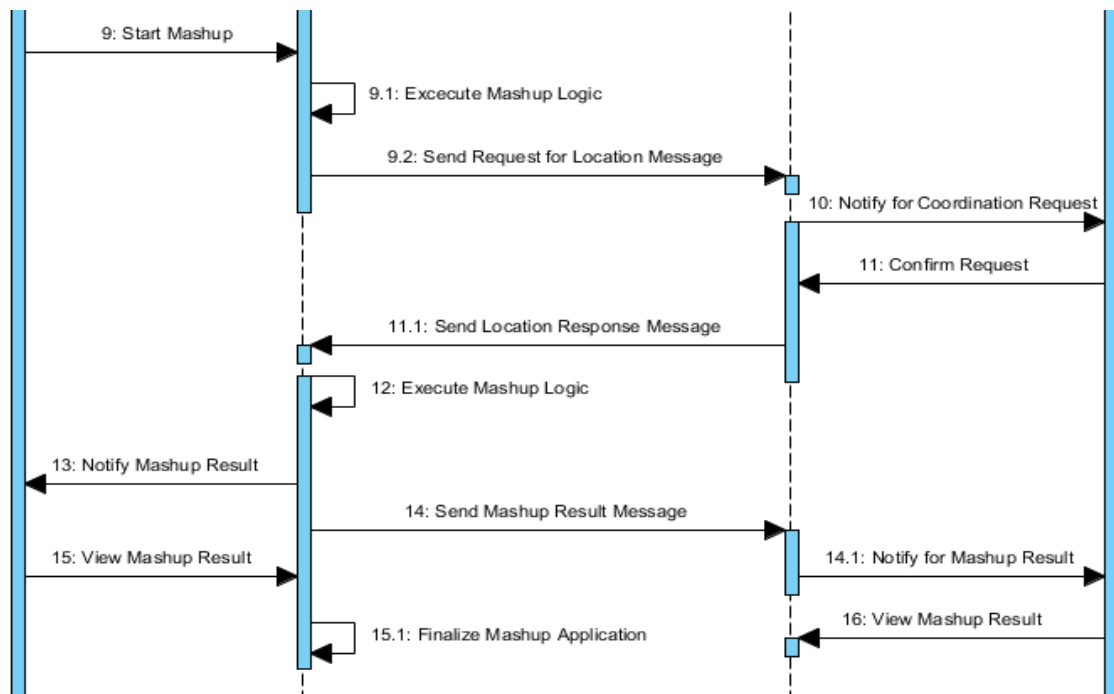 9: Start Mashup
9.1: Excecute Mashup Logic
9.2: Send Request for Location Message
10: Notify for Coordination Request
11: Confirm Request
11.1: Send Location Response Message
12: Execute Mashup Logic
13: Notify Mashup Result
14: Send Mashup Result Message
15: View Mashup Result
14.1: Notify for Mashup Result
16: View Mashup Result
15.1: Finalize Mashup Application